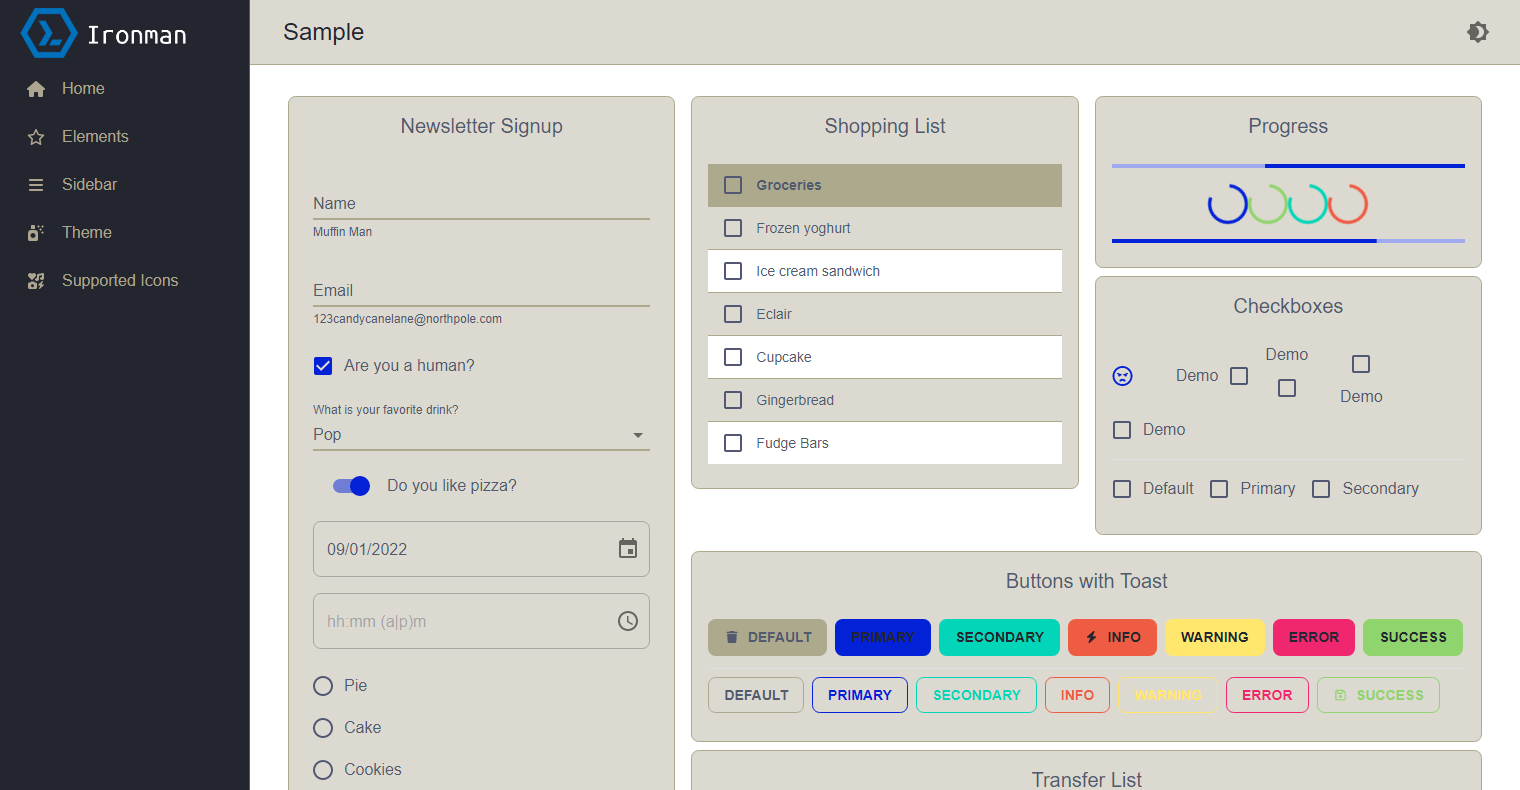 Ironman
Home
Elements
Sidebar
Theme
Supported Icons
Sample
Newsletter Signup
Name
Muffin Man
Email
123candycanelane@northpole.com
Are you a human?
What is your favorite drink?
Pop
Do you like pizza?
09/01/2022
hh:mm (a|p)m
Pie
Cake
Cookies
Shopping List
Groceries
Frozen yoghurt
Ice cream sandwich
Eclair
Cupcake
Gingerbread
Fudge Bars
Progress
Checkboxes
Demo
Demo
Demo
Demo
Default Primary Secondary
Buttons with Toast
DEFAULT PRIMARY SECONDARY INFO WARNING ERROR SUCCESS
DEFAULT PRIMARY SECONDARY INFO WARNING ERROR SUCCESS
Transfer List